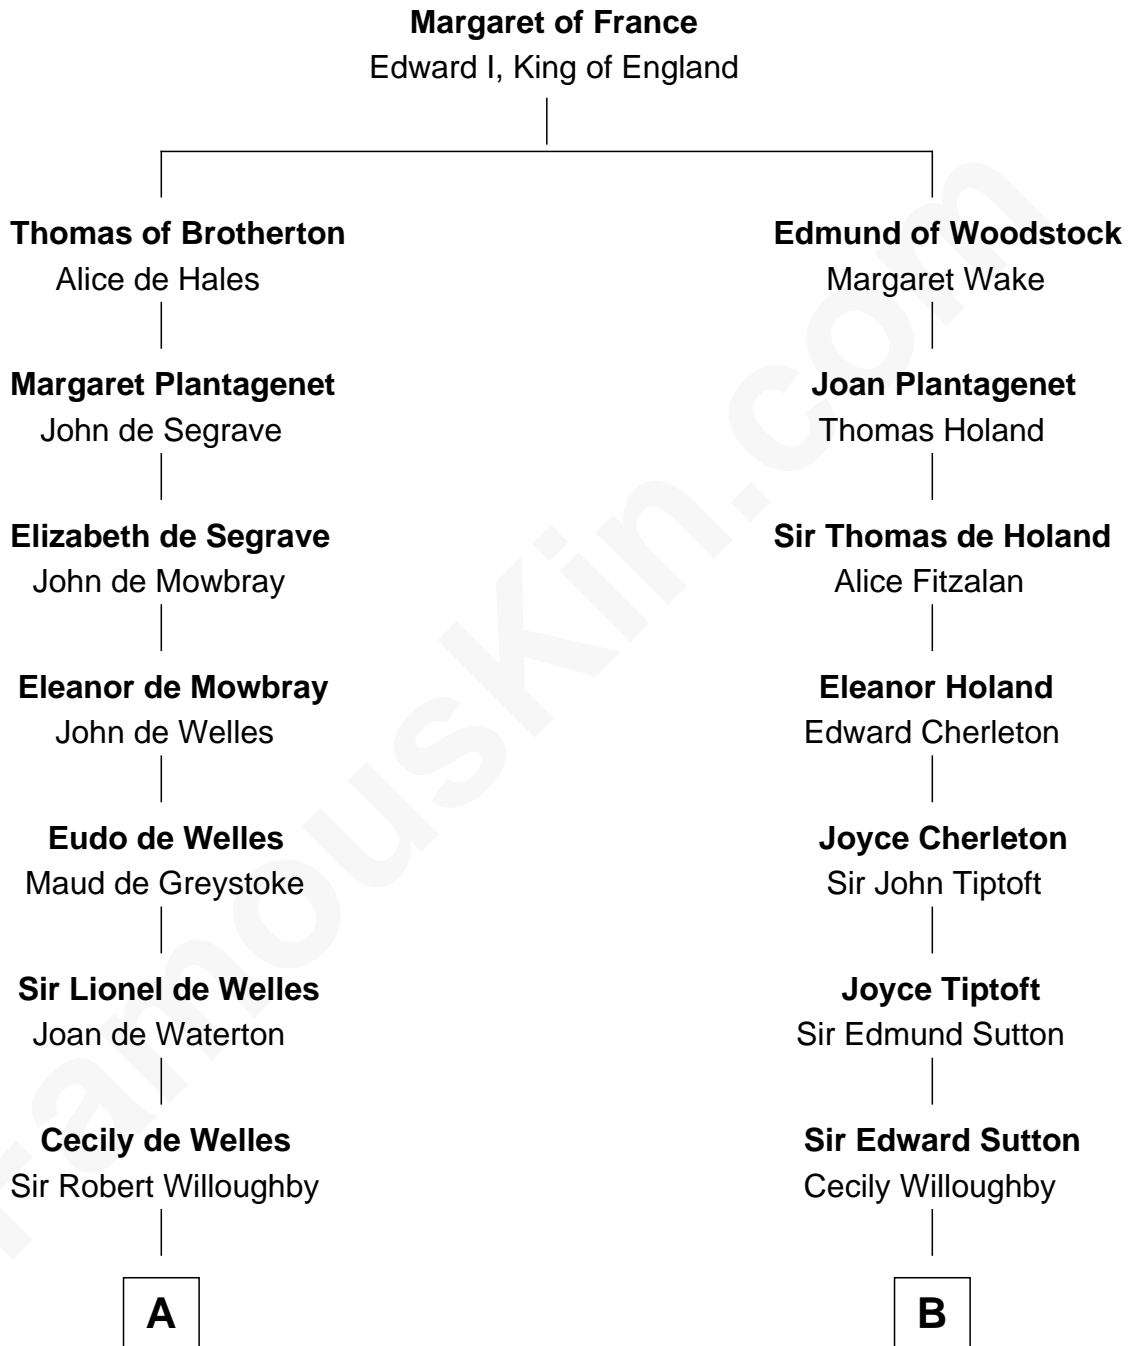 Margaret of France
Edward I, King of England
Thomas of Brotherton
Alice de Hales
Edmund of Woodstock
Margaret Wake
Margaret Plantagenet
John de Segrave
Joan Plantagenet
Thomas Holand
Elizabeth de Segrave
John de Mowbray
Sir Thomas de Holand
Alice Fitzalan
Eleanor de Mowbray
John de Welles
Eleanor Holand
Edward Cherleton
Eudo de Welles
Maud de Greystoke
Joyce Cherleton
Sir John Tiptoft
Sir Lionel de Welles
Joan de Waterton
Joyce Tiptoft
Sir Edmund Sutton
Cecily de Welles
Sir Robert Willoughby
Sir Edward Sutton
Cecily Willoughby
A
B
FamousKin.com